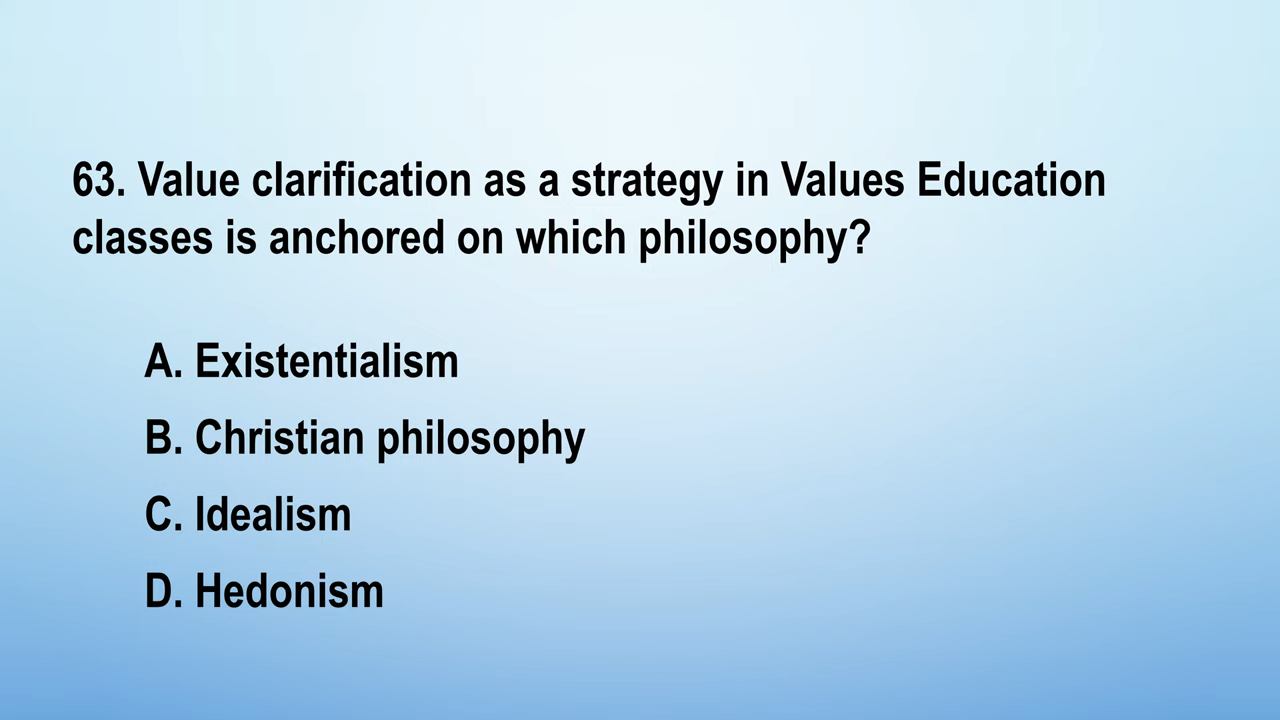 63. Value clarification as a strategy in Values Education
classes is anchored on which philosophy?
A. Existentialism
B. Christian philosophy
C. Idealism
D. Hedonism